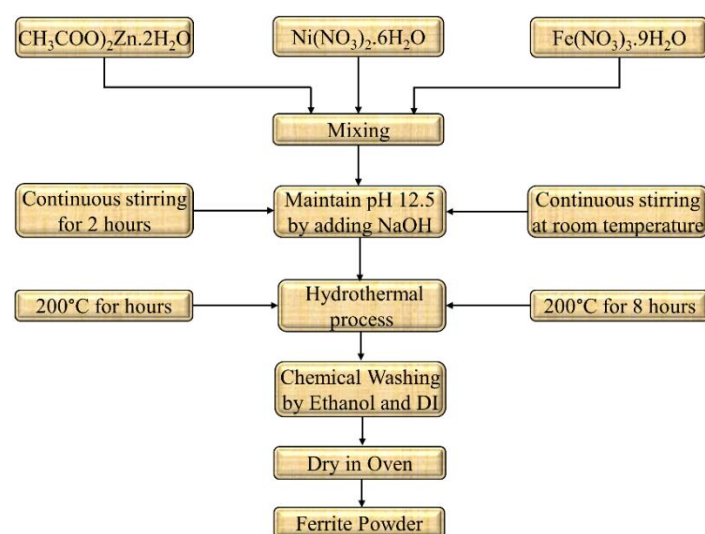 CH₃COO)₂Zn.2H₂O
Ni(NO₃)₂.6H₂O
Fe(NO₃)₃.9H₂O
Mixing
Continuous stirring
for 2 hours
Maintain pH 12.5
by adding NaOH
Continuous stirring
at room temperature
200°C for hours
Hydrothermal
process
200°C for 8 hours
Chemical Washing
by Ethanol and DI
Dry in Oven
Ferrite Powder